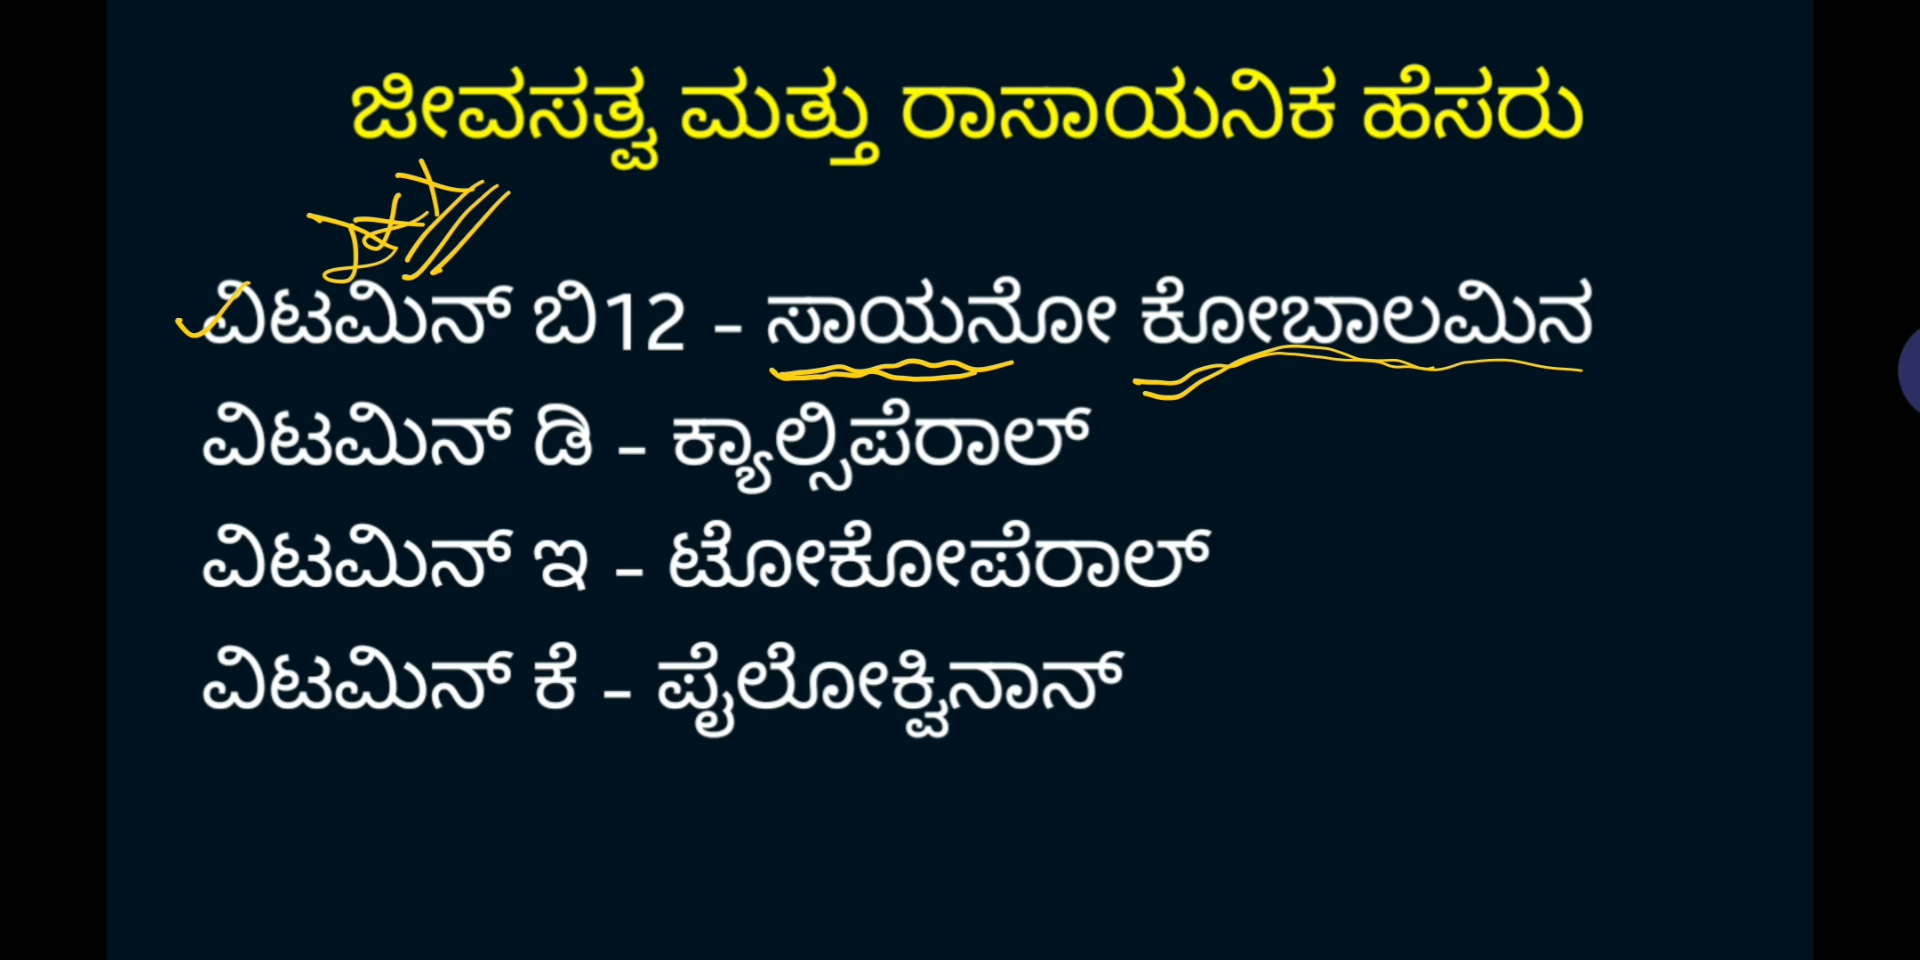 ಜೀವಸತ್ವ ಮತ್ತು ರಾಸಾಯನಿಕ ಹೆಸರು
ವಿಟಮಿನ್ ಬಿ12 - ಸಾಯನೋ ಕೋಬಾಲಮಿನ
ವಿಟಮಿನ್ ಡಿ - ಕ್ಯಾಲ್ಸಿಪೆರಾಲ್
ವಿಟಮಿನ್ ಇ - ಟೋಕೋಪೆರಾಲ್
ವಿಟಮಿನ್ ಕೆ - ಪೈಲೋಕ್ವಿನಾನ್